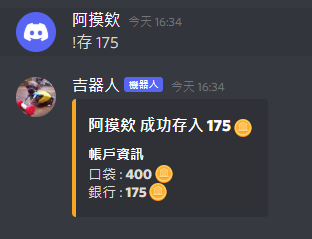 阿摸欸 今天 16:34
!存 175
吉器人 機器人 今天 16:34
阿摸欸 成功存入 175
帳戶資訊
口袋 : 400
銀行 : 175